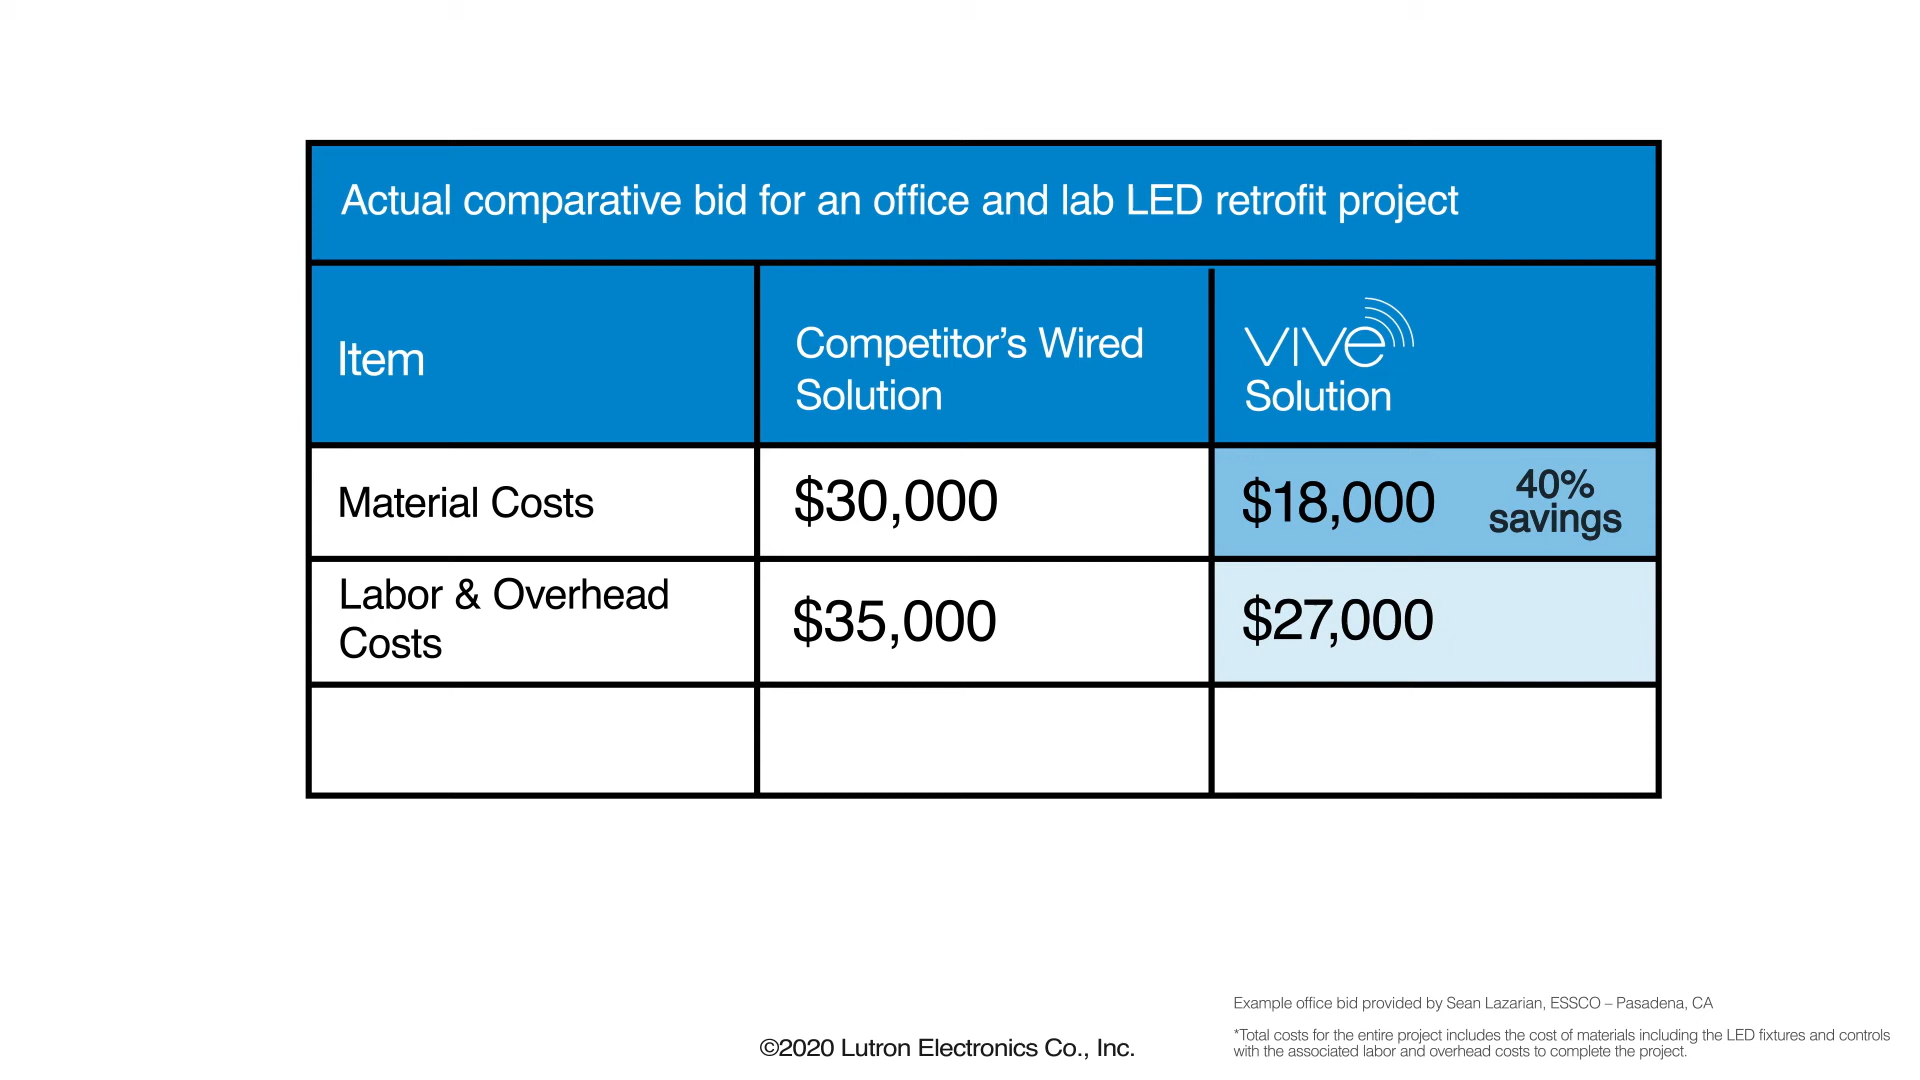 Actual comparative bid for an office and lab LED retrofit project
Item
Competitor’s Wired
Solution
VIVe
Solution
Material Costs
$30,000
$18,000
40%
savings
Labor & Overhead
Costs
$35,000
$27,000
Example office bid provided by Sean Lazarian, ESSCO – Pasadena, CA
*Total costs for the entire project includes the cost of materials including the LED fixtures and controls
with the associated labor and overhead costs to complete the project.
©2020 Lutron Electronics Co., Inc.